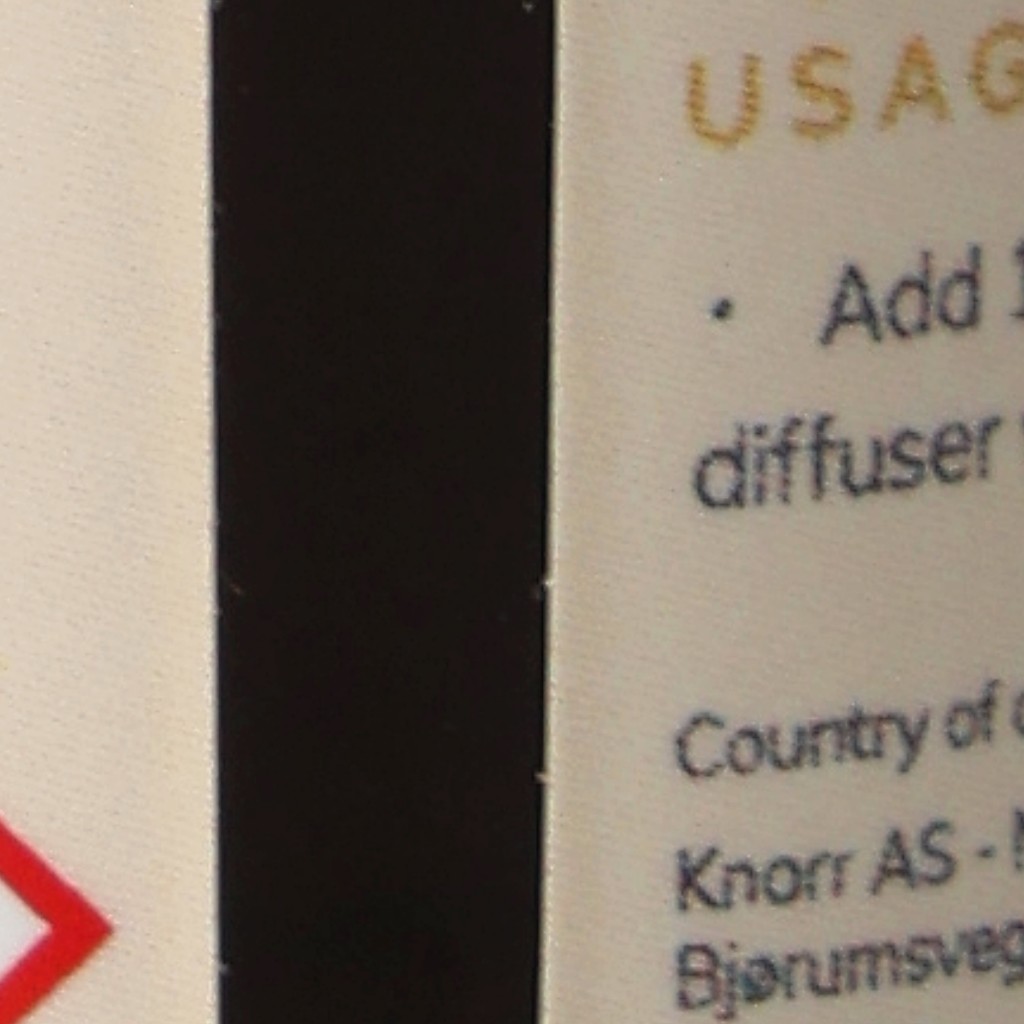 USAG
• Add
diffuser
Country of
Knorr AS -
Bjørumsveg